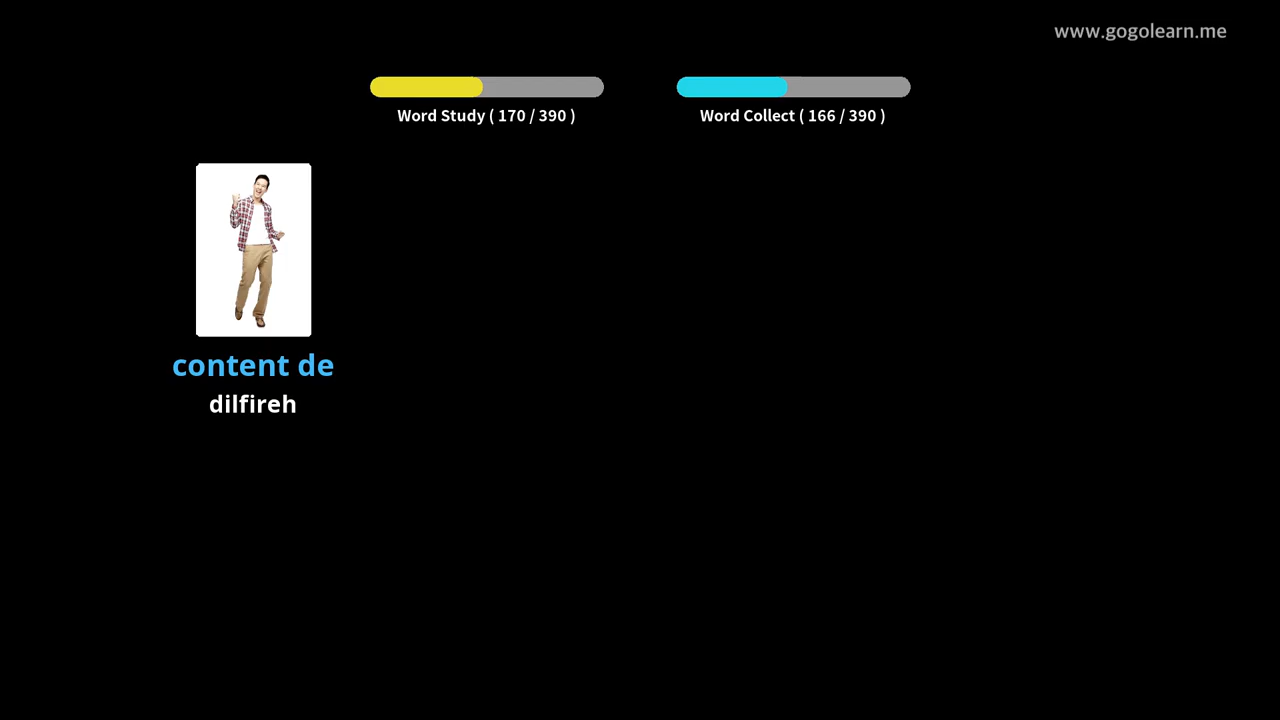 www.gogolearn.me
Word Study ( 170 / 390 )
Word Collect ( 166 / 390 )
content de
dilfireh